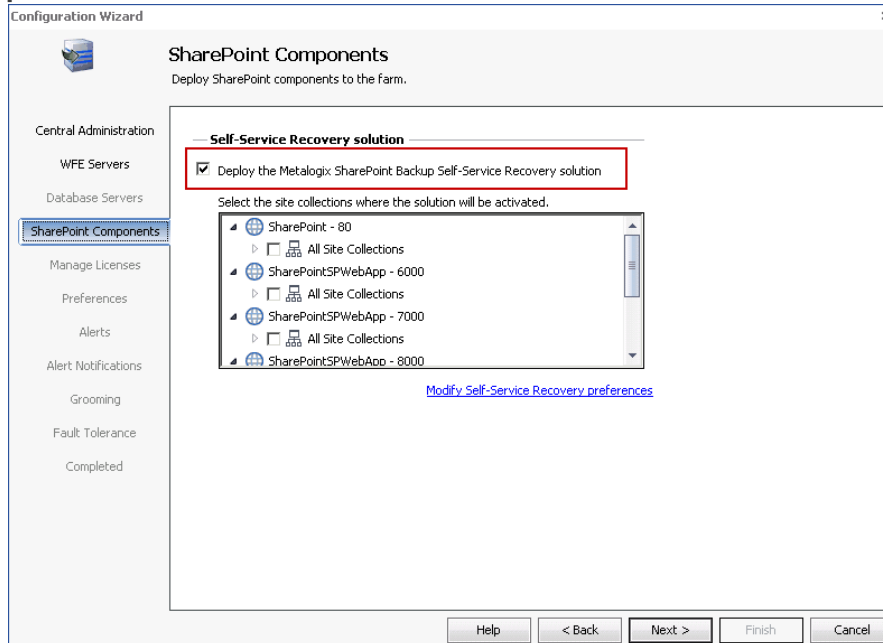 Configuration Wizard
SharePoint Components
Deploy SharePoint components to the farm.
Central Administration
WFE Servers
Database Servers
SharePoint Components
Manage Licenses
Preferences
Alerts
Alert Notifications
Grooming
Fault Tolerance
Completed
Self-Service Recovery solution
Deploy the Metalogix SharePoint Backup Self-Service Recovery solution
Select the site collections where the solution will be activated.
SharePoint - 80
All Site Collections
SharePointSPWebApp - 6000
All Site Collections
SharePointSPWebApp - 7000
All Site Collections
SharePointSPWebApp - 8000
Modify Self-Service Recovery preferences
Help
< Back
Next >
Finish
Cancel